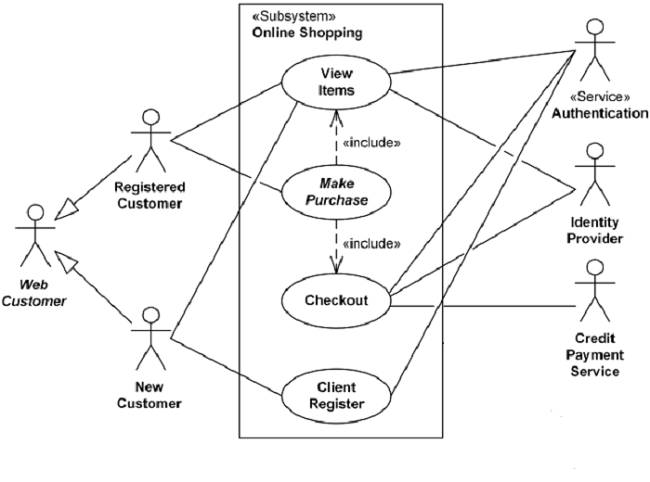 «Subsystem»
Online Shopping
View
Items
«include»
Make
Purchase
«include»
Checkout
Client
Register
Registered
Customer
Web
Customer
New
Customer
«Service»
Authentication
Identity
Provider
Credit
Payment
Service